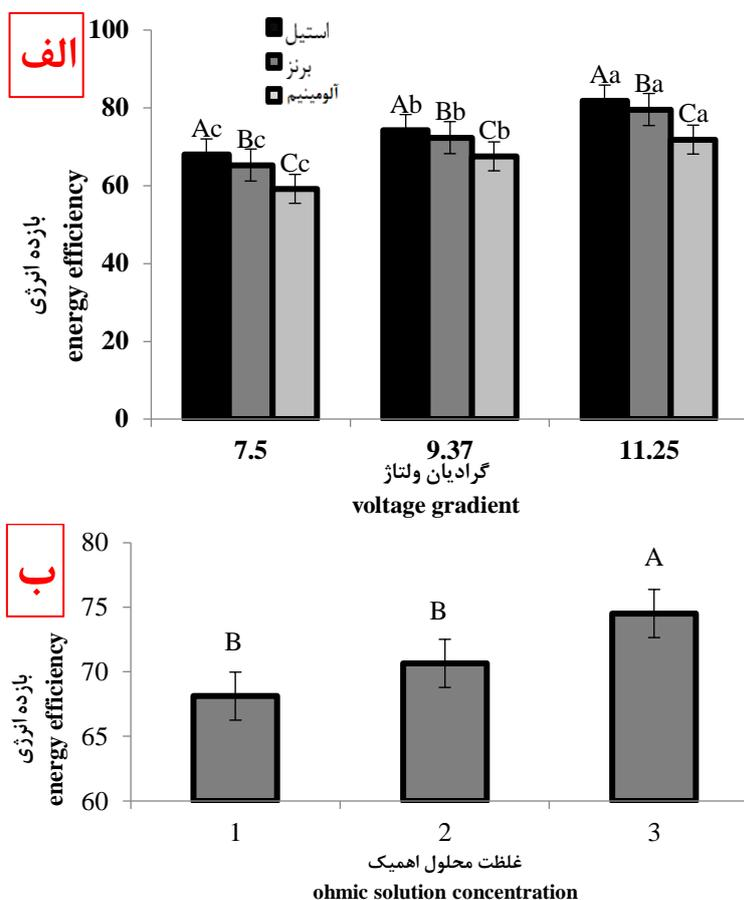 الف
100
80
60
40
20
0
استیل
برنز
آلومینیم
Ac
Bc
Cc
Ab
Bb
Cb
Aa
Ba
Ca
بازده انرژی
energy efficiency
7.5
9.37
11.25
گرادیان ولتاژ
voltage gradient
ب
80
75
70
65
60
B
B
A
بازده انرژی
energy efficiency
1
2
3
غلظت محلول اهمیک
ohmic solution concentration